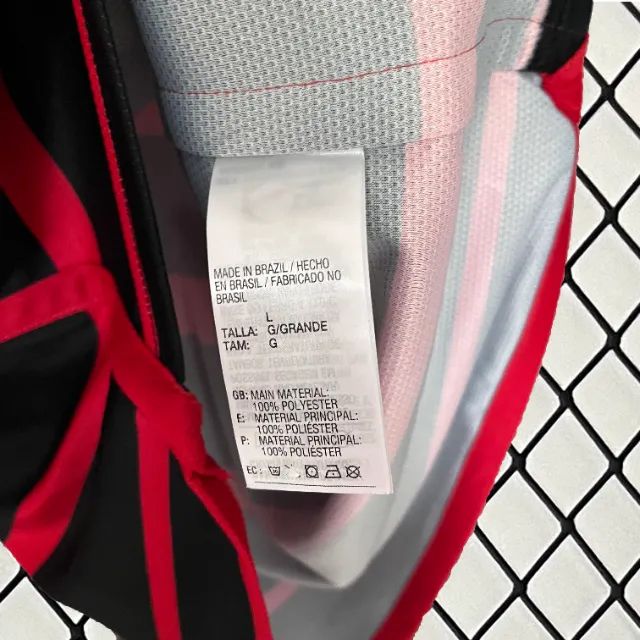 MADE IN BRAZIL / HECHO
EN BRASIL / FABRICADO NO
BRASIL
L
TALLA: G/GRANDE
TAM: G
GB: MAIN MATERIAL:
100% POLYESTER
E: MATERIAL PRINCIPAL:
100% POLIÉSTER
P: MATERIAL PRINCIPAL:
100% POLIÉSTER
EC: